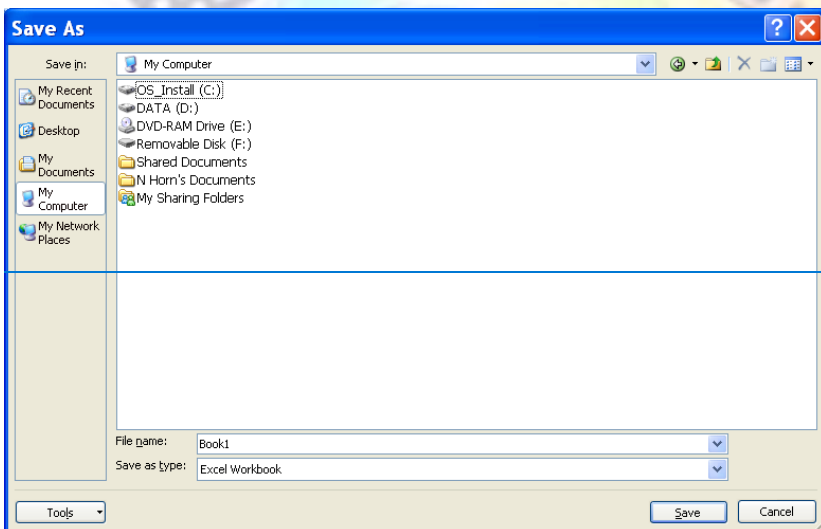 Save As
Save in:
My Computer
My Recent
Documents
Desktop
My
Documents
My
Computer
My Network
Places
OS_Install (C:)
DATA (D:)
DVD-RAM Drive (E:)
Removable Disk (F:)
Shared Documents
N Horn's Documents
My Sharing Folders
File name:
Book1
Save as type:
Excel Workbook
Tools
Save
Cancel